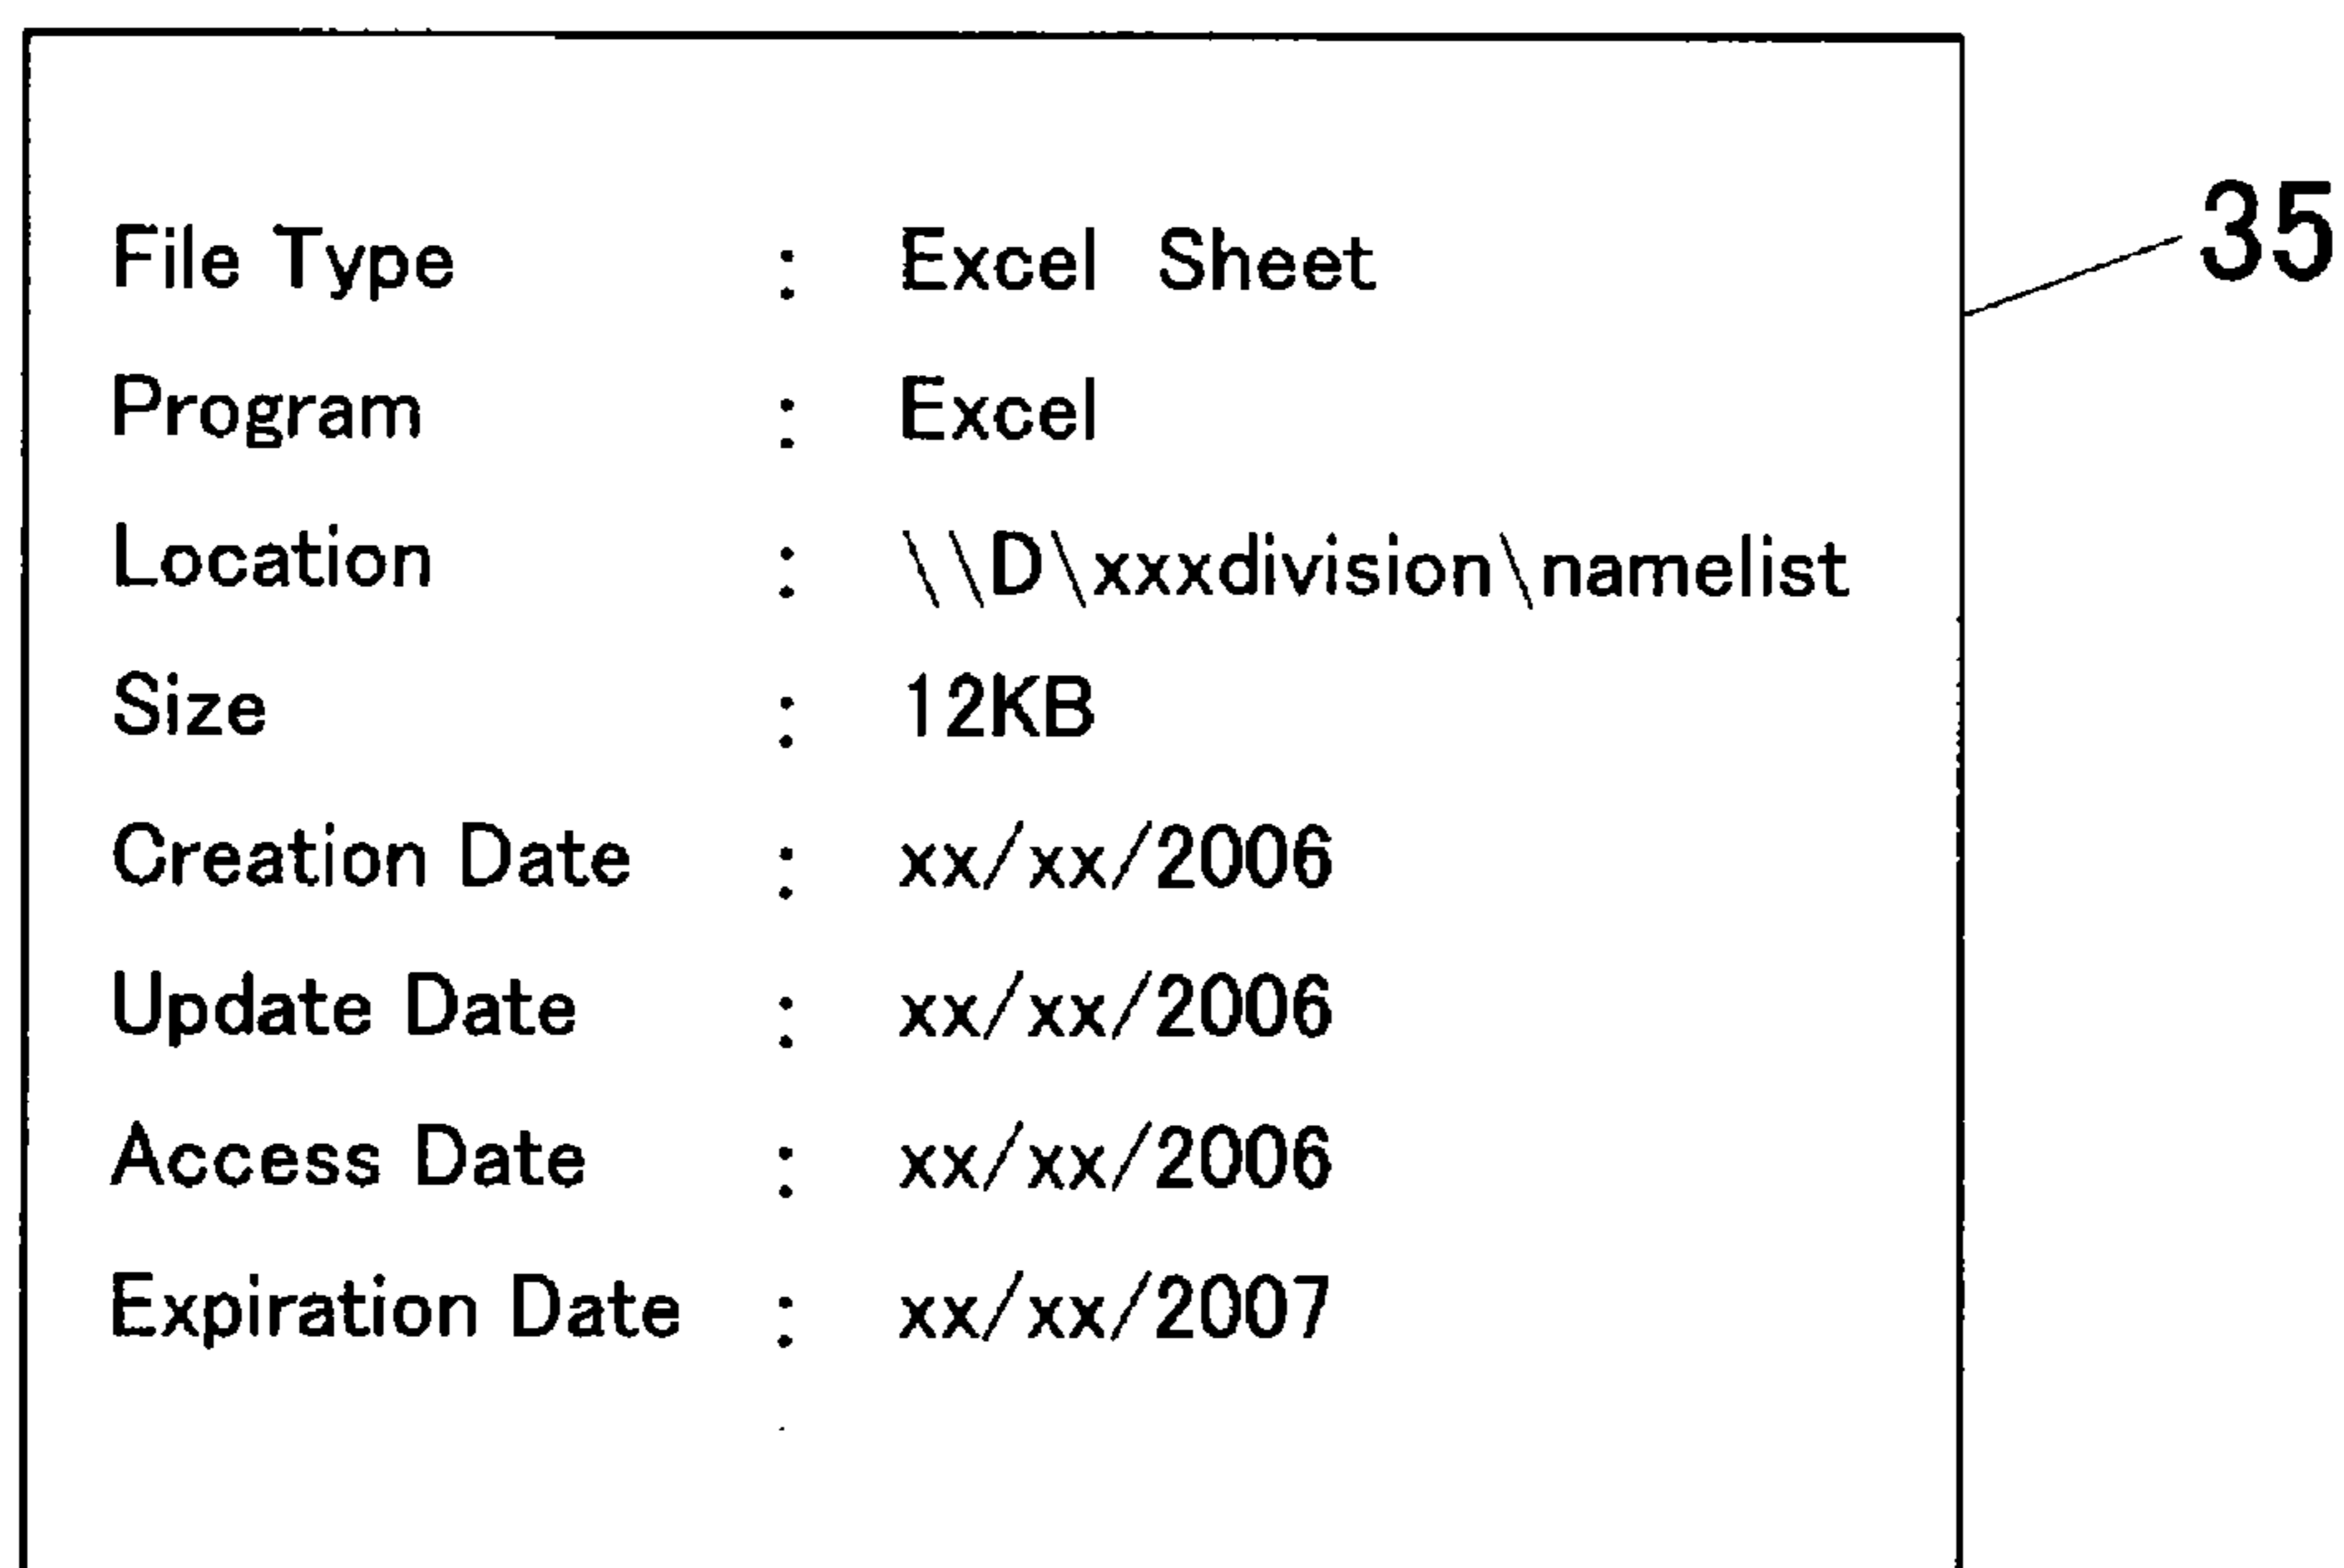 File Type : Excel Sheet
35
Program : Excel
Location : \\D\xxxdivision\namelist
Size : 12KB
Creation Date : xx/xx/2006
Update Date : xx/xx/2006
Access Date : xx/xx/2006
Expiration Date : xx/xx/2007